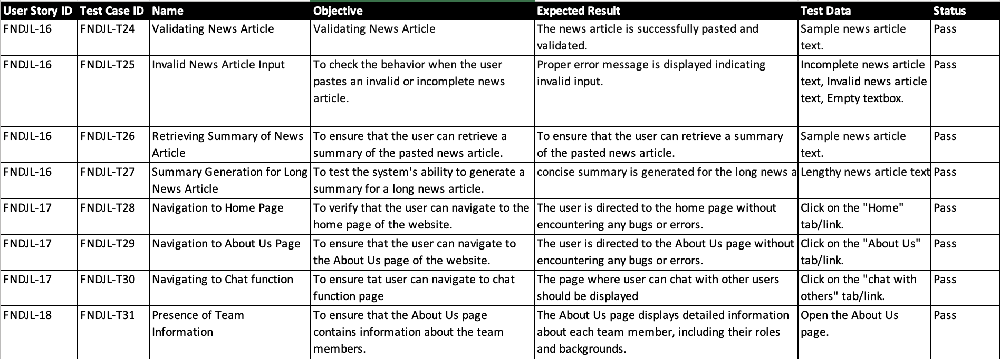 User Story ID Test Case ID Name Objective Expected Result Test Data Status
FNDJL-16 FNDJL-T24 Validating News Article Validating News Article The news article is successfully pasted and Sample news article Pass
validated. text.
FNDJL-16 FNDJL-T25 Invalid News Article Input To check the behavior when the user Proper error message is displayed indicating Incomplete news article Pass
pastes an invalid or incomplete news invalid input. text, Invalid news article
article. text, Empty textbox.
FNDJL-16 FNDJL-T26 Retrieving Summary of News To ensure that the user can retrieve a To ensure that the user can retrieve a summary Sample news article Pass
Article summary of the pasted news article. of the pasted news article. text.
FNDJL-16 FNDJL-T27 Summary Generation for Long To test the system's ability to generate a concise summary is generated for the long news a Lengthy news article text Pass
News Article summary for a long news article.
FNDJL-17 FNDJL-T28 Navigation to Home Page To verify that the user can navigate to the The user is directed to the home page without Click on the "Home" Pass
home page of the website. encountering any bugs or errors. tab/link.
FNDJL-17 FNDJL-T29 Navigation to About Us Page To ensure that the user can navigate to The user is directed to the About Us page without Click on the "About Us" Pass
the About Us page of the website. encountering any bugs or errors. tab/link.
FNDJL-17 FNDJL-T30 Navigating to Chat function To ensure tat user can navigate to chat The page where user can chat with other users Click on the "chat with Pass
function page should be displayed others" tab/link.
FNDJL-18 FNDJL-T31 Presence of Team To ensure that the About Us page The About Us page displays detailed information Open the About Us Pass
Information contains information about the team about each team member, including their roles page.
members. and backgrounds.